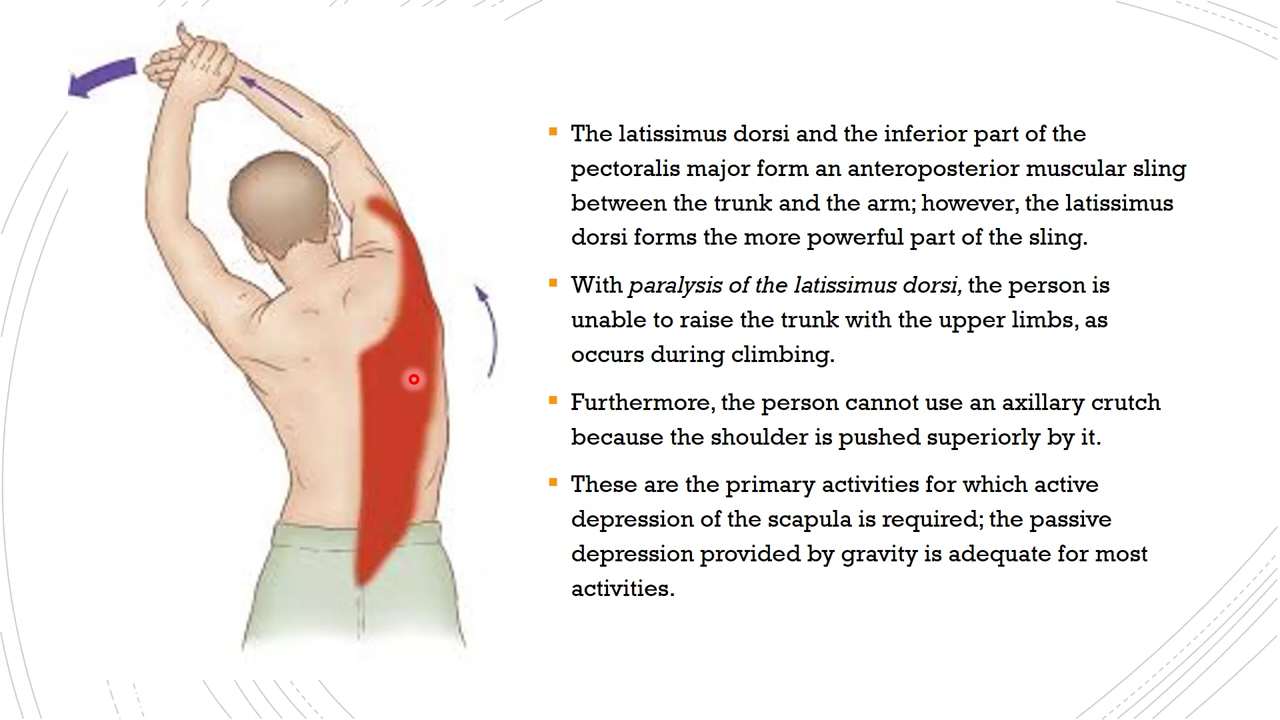 The latissimus dorsi and the inferior part of the
pectoralis major form an anteroposterior muscular sling
between the trunk and the arm; however, the latissimus
dorsi forms the more powerful part of the sling.
With paralysis of the latissimus dorsi, the person is
unable to raise the trunk with the upper limbs, as
occurs during climbing.
Furthermore, the person cannot use an axillary crutch
because the shoulder is pushed superiorly by it.
These are the primary activities for which active
depression of the scapula is required; the passive
depression provided by gravity is adequate for most
activities.